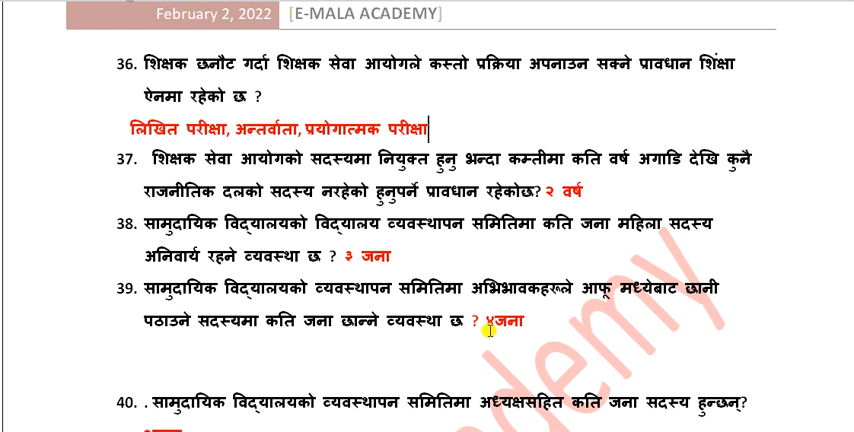 February 2, 2022 [E-MALA ACADEMY]
36. शिक्षक छनौट गर्दा शिक्षक सेवा आयोगले कस्तो प्रक्रिया अपनाउन सक्ने प्रावधान शिंक्षा
ऐनमा रहेको छ ?
लिखित परीक्षा, अन्तर्वाता, प्रयोगात्मक परीक्षा
37. शिक्षक सेवा आयोगको सदस्यमा नियुक्त हुनु भन्दा कम्तीमा कति वर्ष अगाडि देखि कुनै
राजनीतिक दलको सदस्य नरहेको हुनुपर्ने प्रावधान रहेकोछ? २ वर्ष
38. सामुदायिक विद्यालयको विद्यालय व्यवस्थापन समितिमा कति जना महिला सदस्य
अनिवार्य रहने व्यवस्था छ ? ३ जना
39. सामुदायिक विद्यालयको व्यवस्थापन समितिमा अभिभावकहरूले आफू मध्येबाट छानी
पठाउने सदस्यमा कति जना छान्ने व्यवस्था छ ? ४जना
40. . सामुदायिक विद्यालयको व्यवस्थापन समितिमा अध्यक्षसहित कति जना सदस्य हुन्छन्?